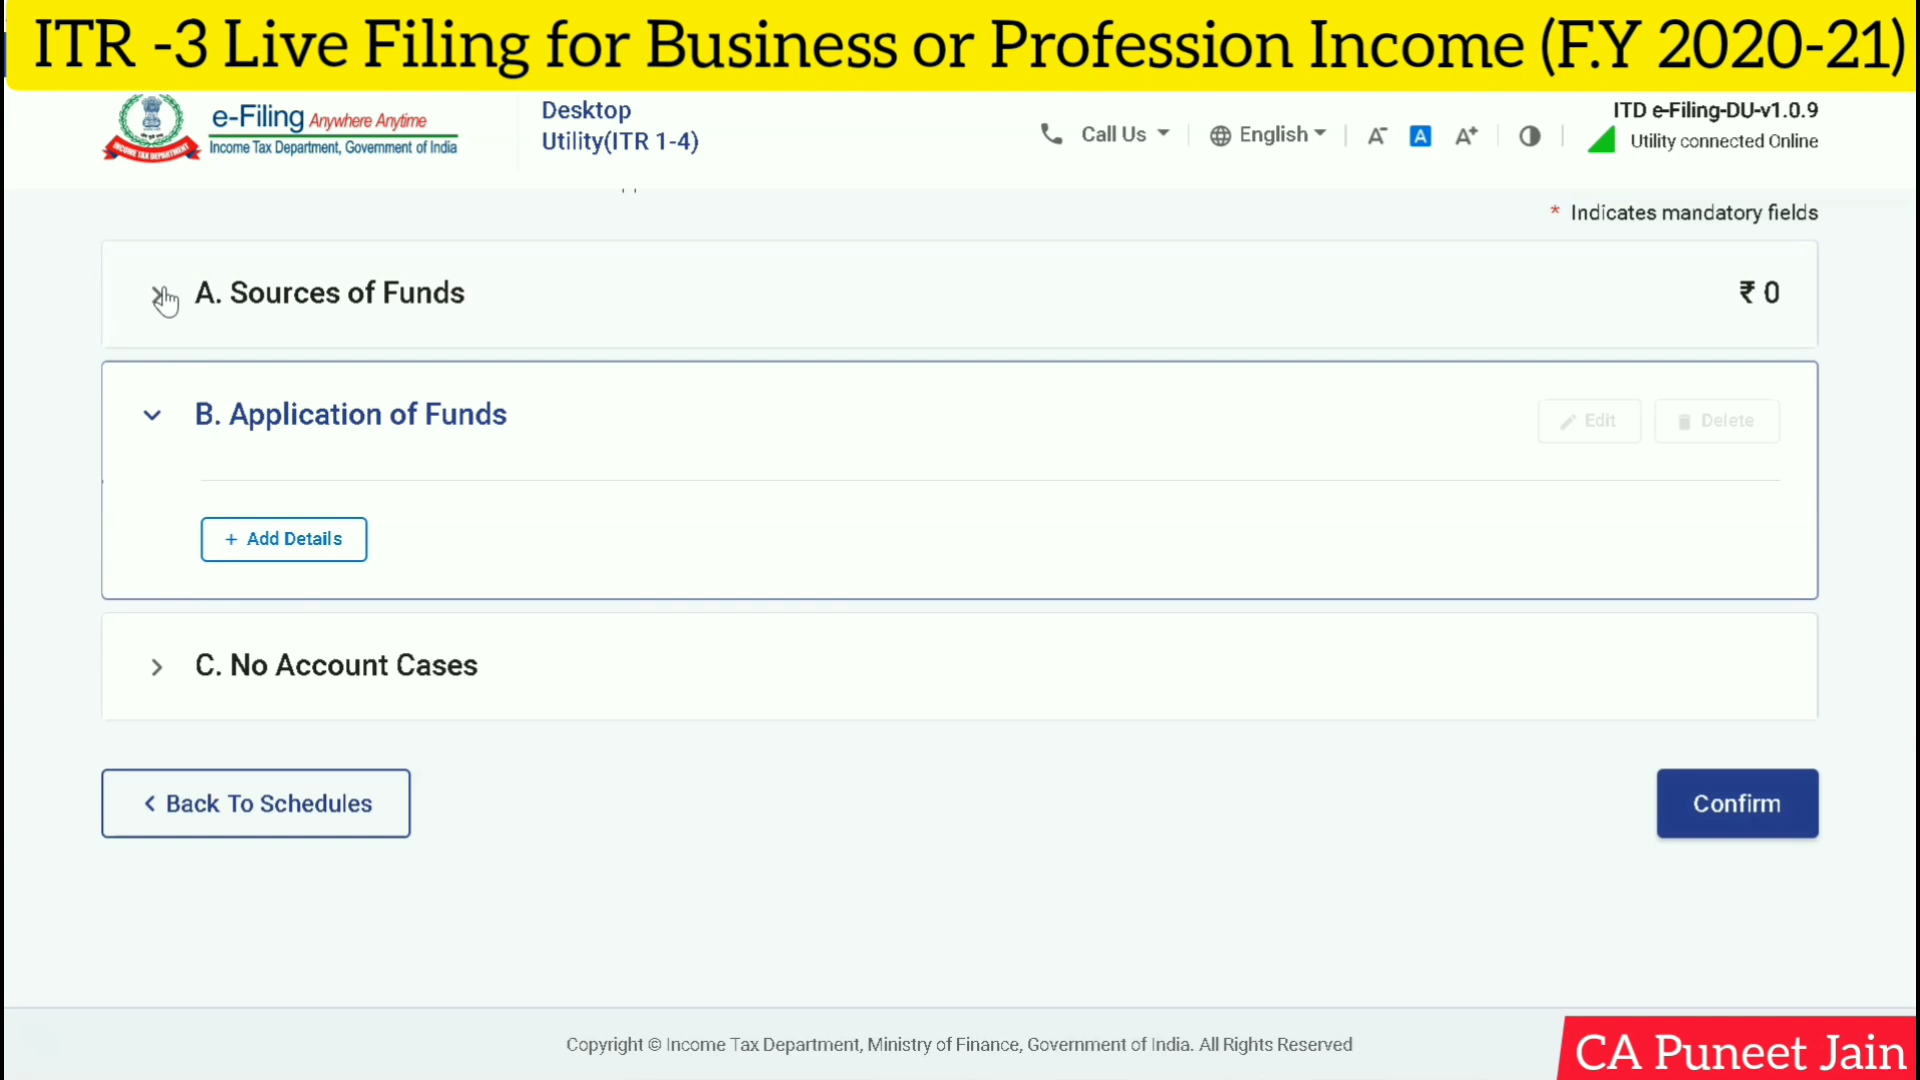 ITR -3 Live Filing for Business or Profession Income (F.Y 2020-21)
e-Filing Anywhere Anytime
Income Tax Department, Government of India
INCOME TAX DEPARTMENT
Desktop
Utility(ITR 1-4)
Call Us
English
A-
A
A+
ITD e-Filing-DU-v1.0.9
Utility connected Online
* Indicates mandatory fields
A. Sources of Funds
₹ 0
B. Application of Funds
Edit
Delete
+ Add Details
C. No Account Cases
< Back To Schedules
Confirm
Copyright © Income Tax Department, Ministry of Finance, Government of India. All Rights Reserved
CA Puneet Jain